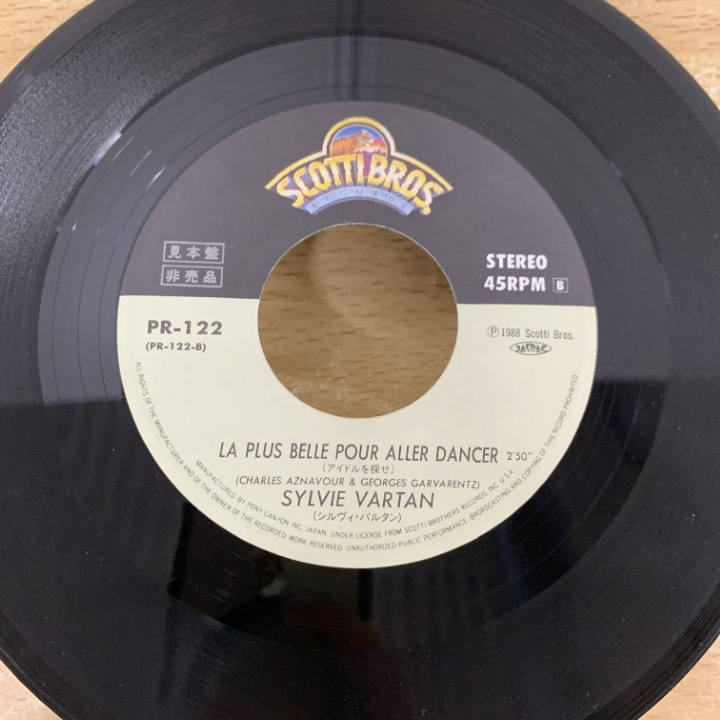 SCOTTI BROS.
RECORDS
見本盤
非売品
STEREO
45RPM B
PR-122
(PR-122-B)
Ⓟ1988 Scotti Bros.
JASRAC
LA PLUS BELLE POUR ALLER DANCER 2'50"
(アイドルを探せ)
(CHARLES AZNAVOUR & GEORGES GARVARENTZ)
SYLVIE VARTAN
(シルヴィ・バルタン)
MANUFACTURED BY PONY CANYON INC. JAPAN. UNDER LICENSE FROM SCOTTI BROTHERS RECORDS, INC. U.S.A.
ALL RIGHTS OF THE MANUFACTURER AND OF THE OWNER OF THE RECORDED WORK RESERVED. UNAUTHORIZED PUBLIC PERFORMANCE, BROADCASTING AND COPYING OF THIS RECORD PROHIBITED.